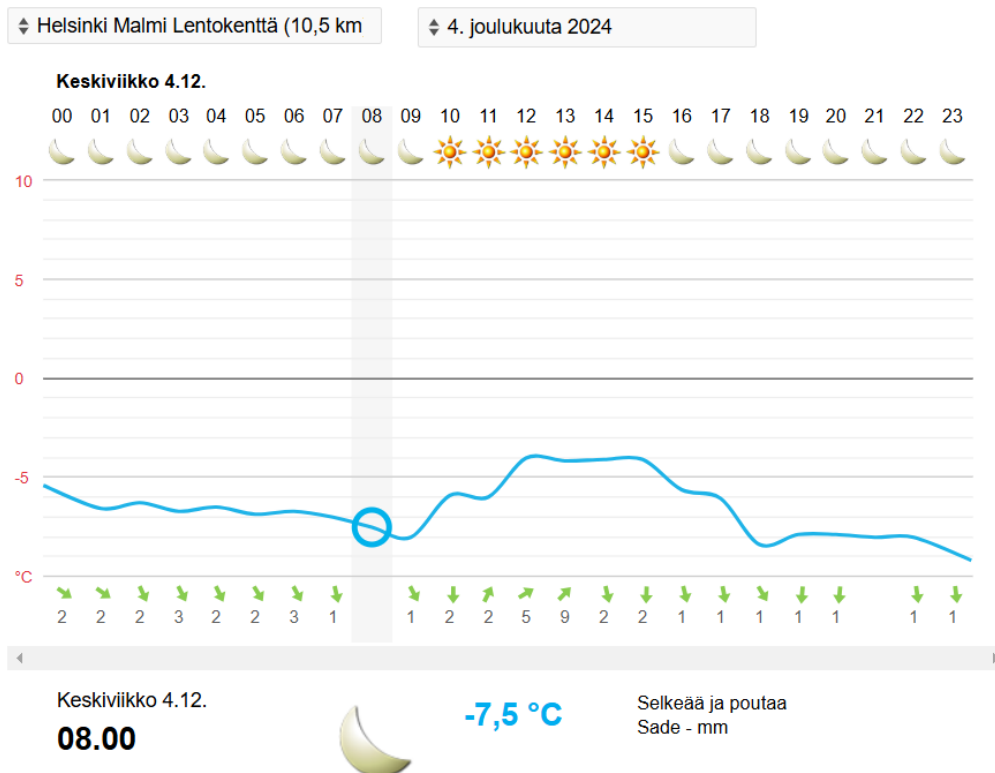 Helsinki Malmi Lentokenttä (10,5 km
4. joulukuuta 2024
Keskiviikko 4.12.
00 01 02 03 04 05 06 07 08 09 10 11 12 13 14 15 16 17 18 19 20 21 22 23
10
5
0
-5
°C
2 2 2 3 2 2 3 1 1 2 2 5 9 2 2 1 1 1 1 1 1 1
Keskiviikko 4.12.
08.00
-7,5 °C
Selkeää ja poutaa
Sade - mm